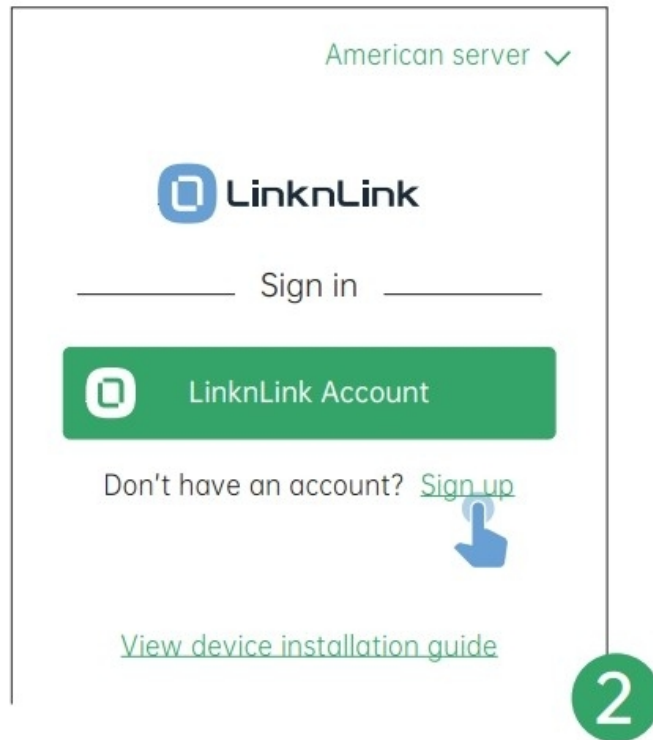 American server
LinknLink
Sign in
LinknLink Account
Don't have an account? Sign up
View device installation guide
2